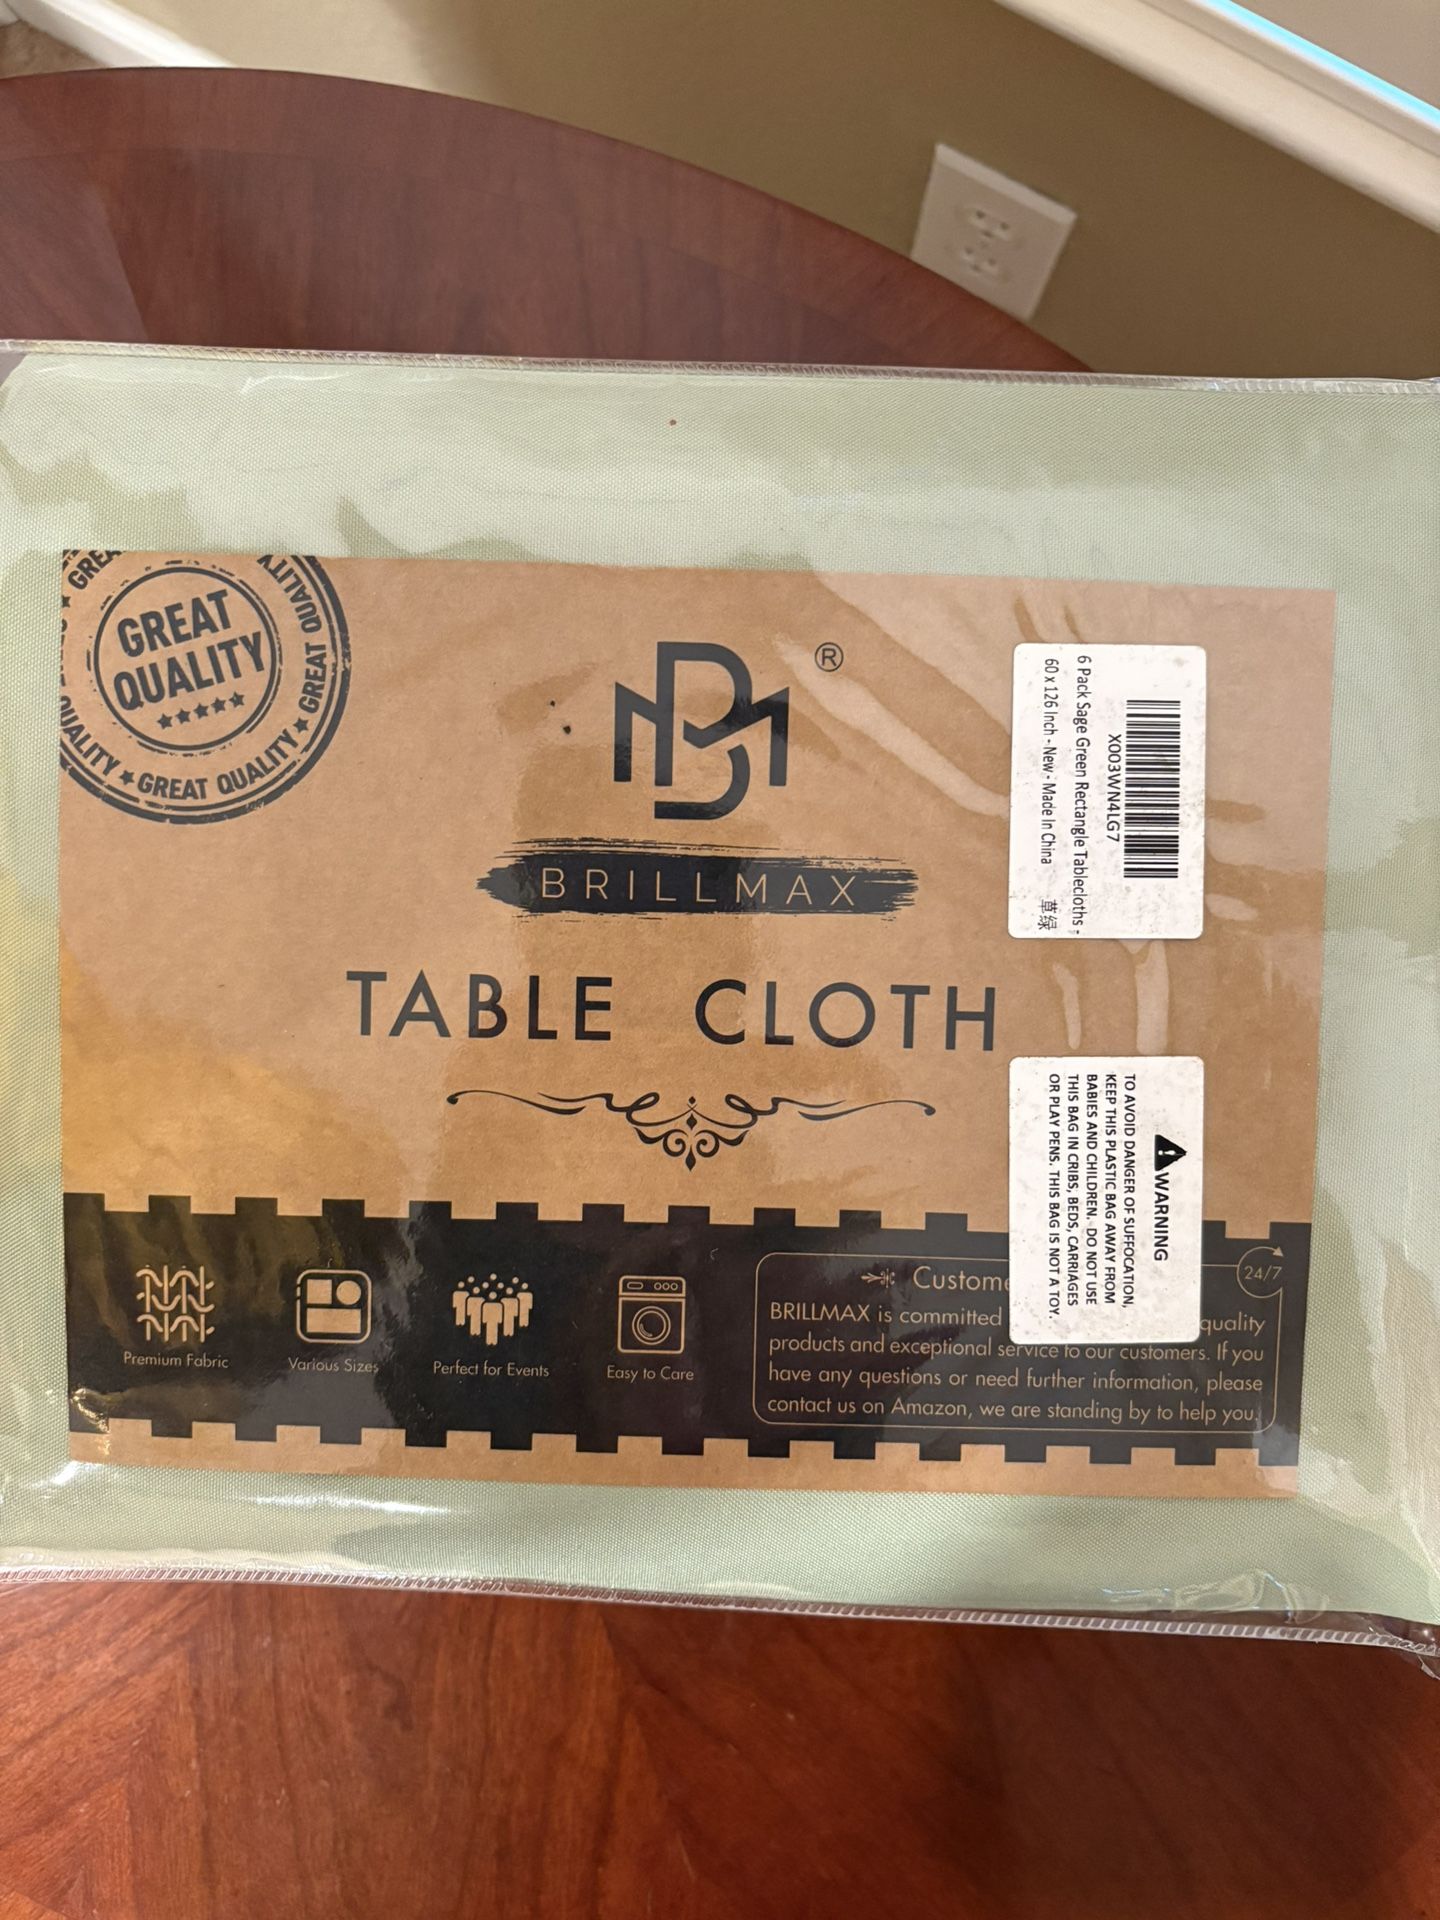 GREAT
QUALITY
GREAT QUALITY ★ GREAT QUALITY
QUALITY
GREA
BM
®
BRILLMAX
TABLE CLOTH
X003WN4LG7
6 Pack Sage Green Rectangle Tablecloths -
60 x 126 Inch - New - Made In China 草绿
WARNING
TO AVOID DANGER OF SUFFOCATION,
KEEP THIS PLASTIC BAG AWAY FROM
BABIES AND CHILDREN. DO NOT USE
THIS BAG IN CRIBS, BEDS, CARRIAGES
OR PLAY PENS. THIS BAG IS NOT A TOY.
Premium Fabric
Various Sizes
Perfect for Events
Easy to Care
24/7
Custome
BRILLMAX is committed quality
products and exceptional service to our customers. If you
have any questions or need further information, please
contact us on Amazon, we are standing by to help you.